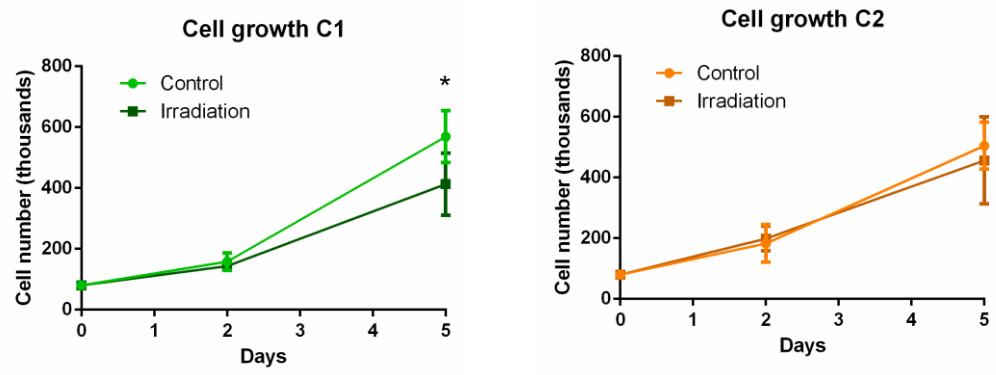 Cell growth C1
Cell number (thousands)
800
600
400
200
0
Control
Irradiation
*
0 1 2 3 4 5
Days
Cell growth C2
Cell number (thousands)
800
600
400
200
0
Control
Irradiation
0 1 2 3 4 5
Days